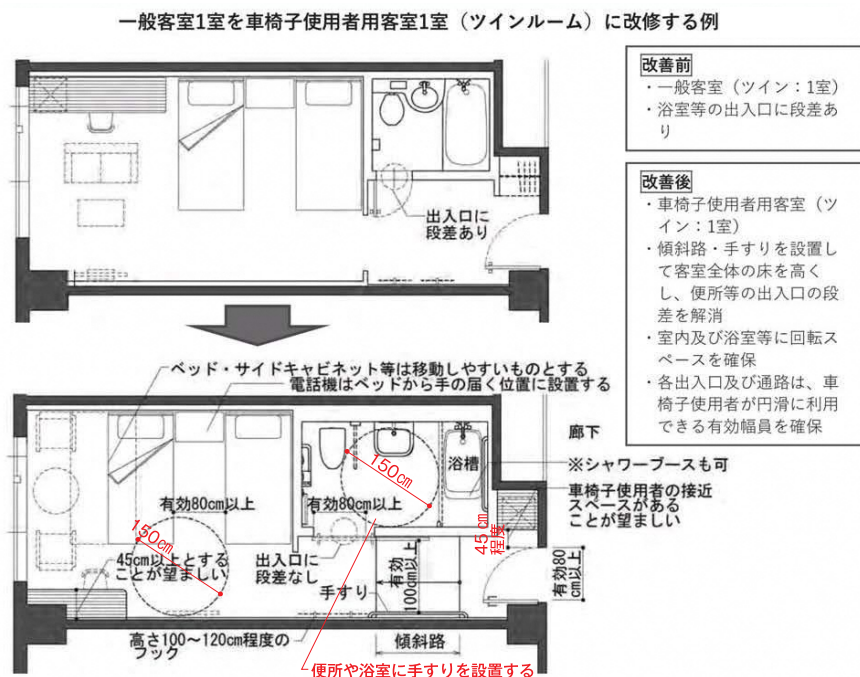 一般客室1室を車椅子使用者用客室1室（ツインルーム）に改修する例
改善前
・一般客室（ツイン：1室）
・浴室等の出入口に段差あ
り
出入口に
段差あり
改善後
・車椅子使用者用客室（ツ
イン：1室）
・傾斜路・手すりを設置し
て客室全体の床を高く
し、便所等の出入口の段
差を解消
・室内及び浴室等に回転ス
ペースを確保
・各出入口及び通路は、車
椅子使用者が円滑に利用
できる有効幅員を確保
ベッド・サイドキャビネット等は移動しやすいものとする
電話機はベッドから手の届く位置に設置する
廊下
150cm
浴槽
※シャワーブースも可
車椅子使用者の接近
スペースがある
ことが望ましい
有効80cm以上
有効80cm以上
150cm
45cm以上とする
ことが望ましい
出入口に
段差なし
45cm
程度
有効
100cm以上
有効80
cm以上
手すり
高さ100～120cm程度の
フック
傾斜路
便所や浴室に手すりを設置する